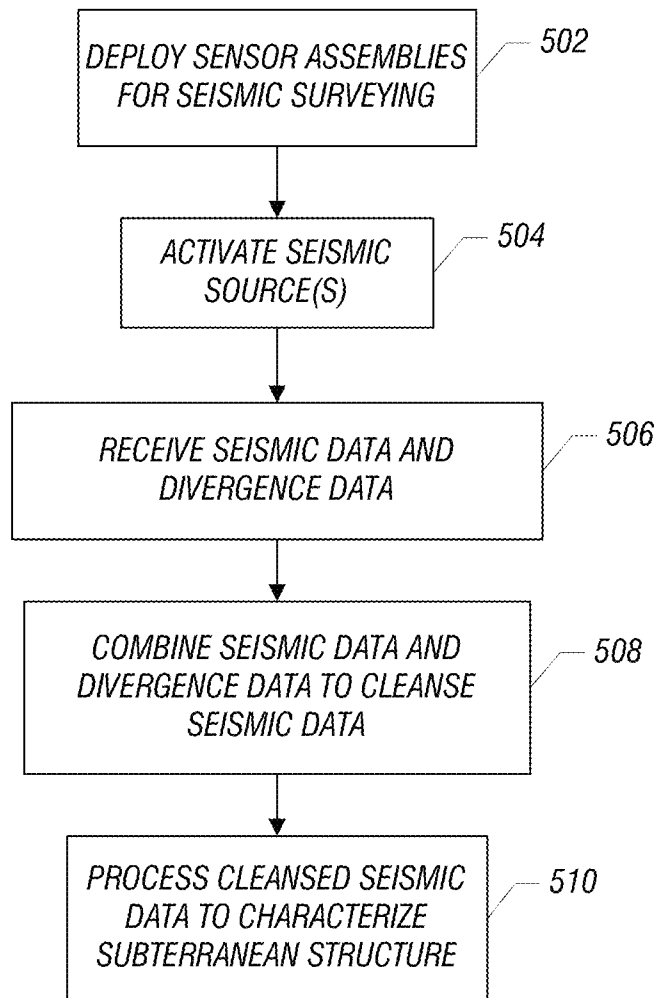 DEPLOY SENSOR ASSEMBLIES
FOR SEISMIC SURVEYING
502
ACTIVATE SEISMIC
SOURCE(S)
504
RECEIVE SEISMIC DATA AND
DIVERGENCE DATA
506
COMBINE SEISMIC DATA AND
DIVERGENCE DATA TO CLEANSE
SEISMIC DATA
508
PROCESS CLEANSED SEISMIC
DATA TO CHARACTERIZE
SUBTERRANEAN STRUCTURE
510